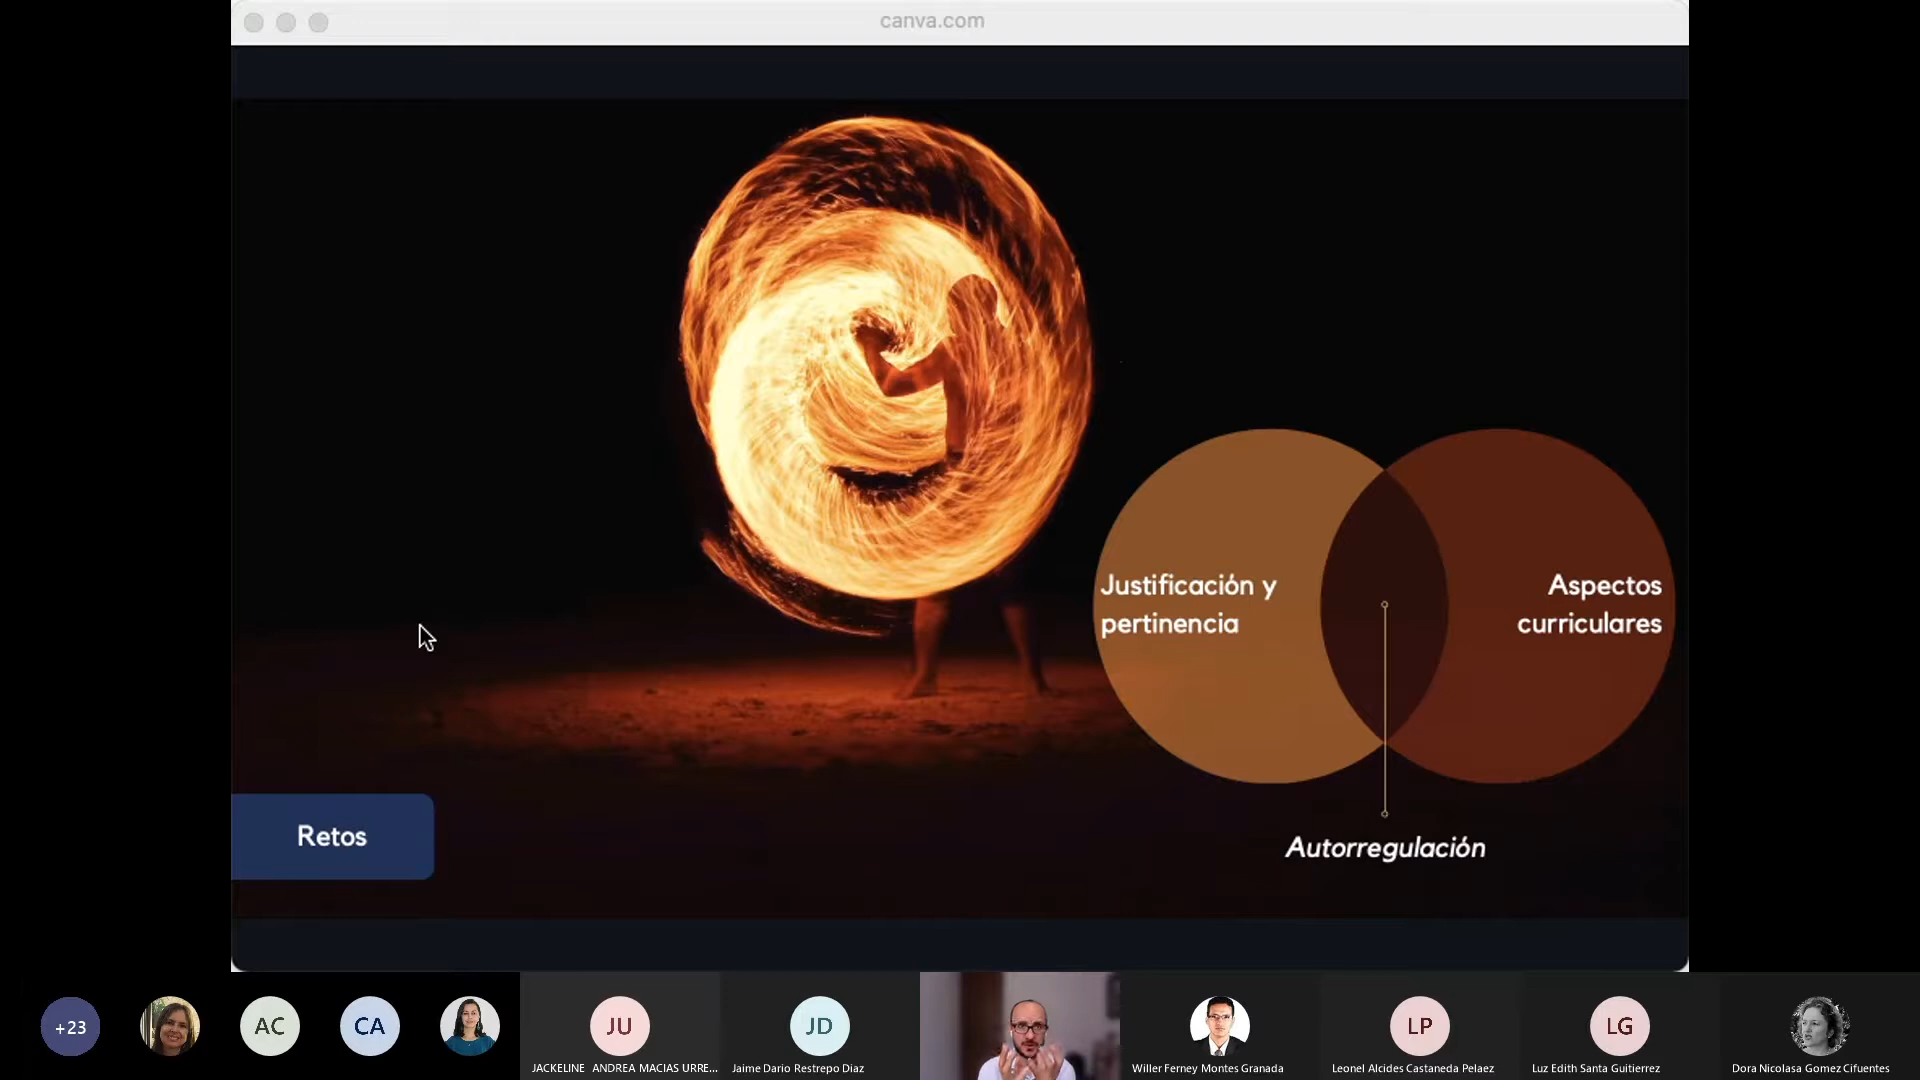 canva.com
Justificación y
pertinencia
Aspectos
curriculares
Autorregulación
Retos
+23
AC
CA
JU
JD
LP
LG
JACKELINE ANDREA MACIAS URRE...
Jaime Dario Restrepo Diaz
Willer Ferney Montes Granada
Leonel Alcides Castaneda Pelaez
Luz Edith Santa Guitierrez
Dora Nicolasa Gomez Cifuentes